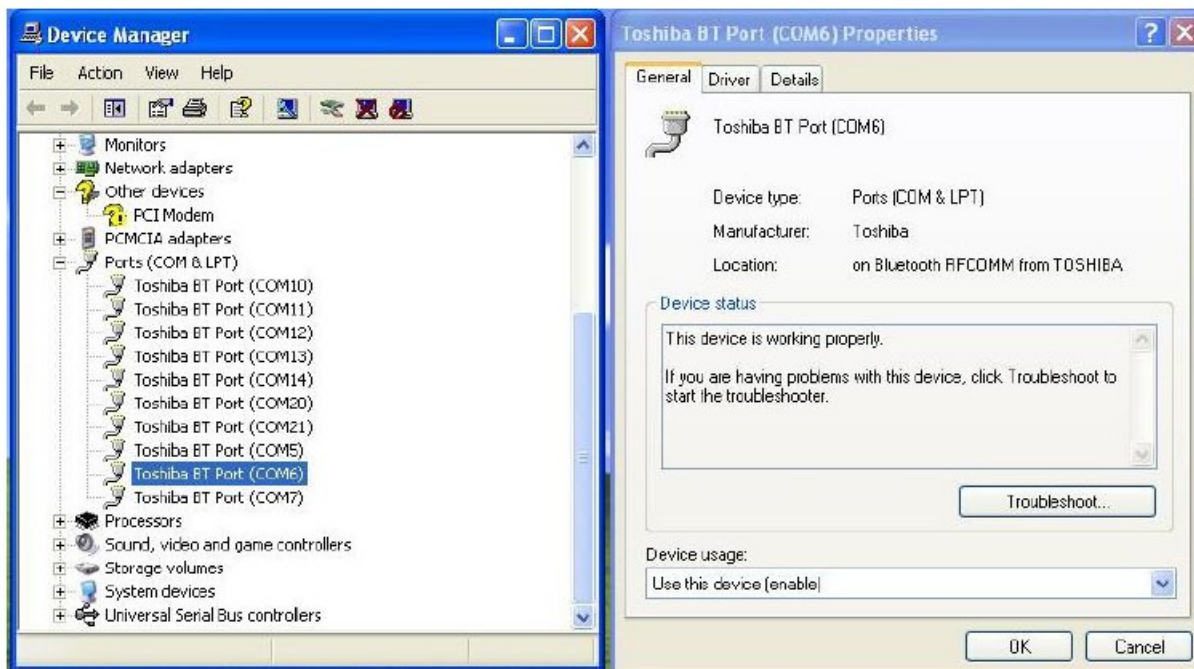 Device Manager
File Action View Help
Monitors
Network adapters
Other devices
PCI Modem
PCMCIA adapters
Ports (COM & LPT)
Toshiba BT Port (COM10)
Toshiba BT Port (COM11)
Toshiba BT Port (COM12)
Toshiba BT Port (COM13)
Toshiba BT Port (COM14)
Toshiba BT Port (COM20)
Toshiba BT Port (COM21)
Toshiba BT Port (COM5)
Toshiba BT Port (COM6)
Toshiba BT Port (COM7)
Processors
Sound, video and game controllers
Storage volumes
System devices
Universal Serial Bus controllers
Toshiba BT Port (COM6) Properties
General Driver Details
Toshiba BT Port (COM6)
Device type: Ports (COM & LPT)
Manufacturer: Toshiba
Location: on Bluetooth RFCOMM from TOSHIBA
Device status
This device is working properly.
If you are having problems with this device, click Troubleshoot to
start the troubleshooter.
Troubleshoot...
Device usage:
Use this device (enable)
OK Cancel